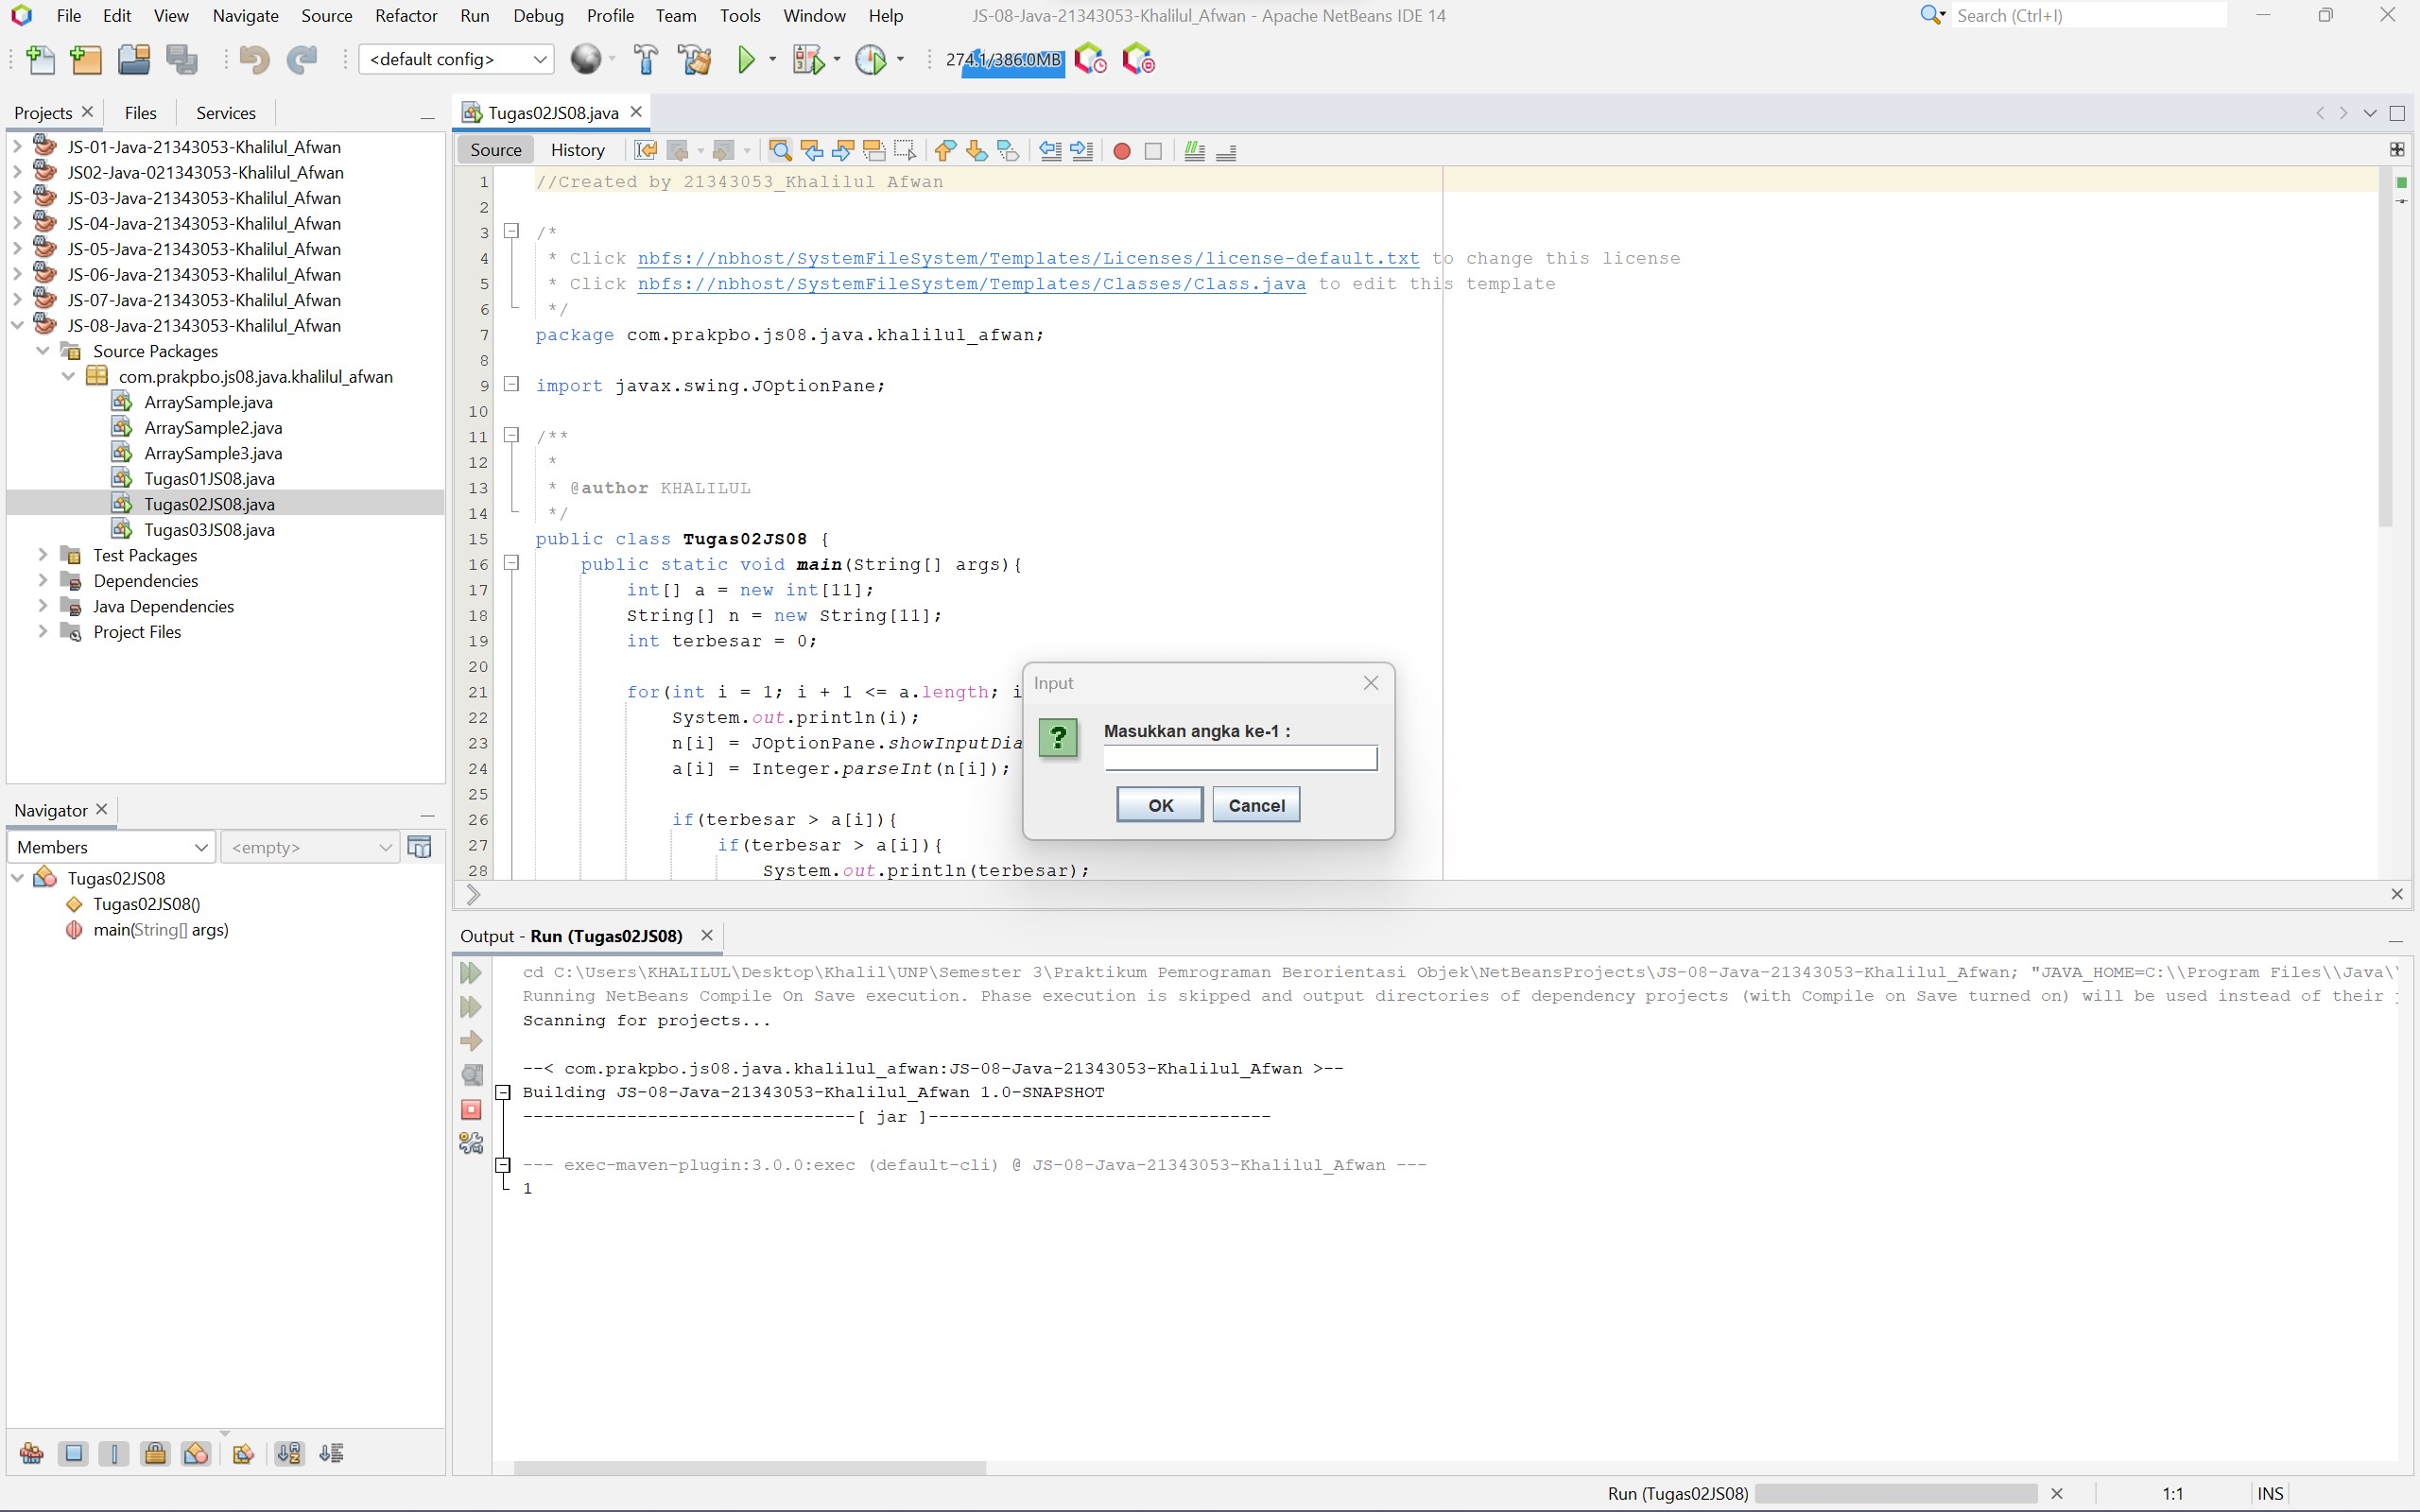 File Edit View Navigate Source Refactor Run Debug Profile Team Tools Window Help
JS-08-Java-21343053-Khalilul_Afwan - Apache NetBeans IDE 14
Search (Ctrl+I)
<default config>
274.1/386.0MB
Projects Files Services
JS-01-Java-21343053-Khalilul_Afwan
JS02-Java-021343053-Khalilul_Afwan
JS-03-Java-21343053-Khalilul_Afwan
JS-04-Java-21343053-Khalilul_Afwan
JS-05-Java-21343053-Khalilul_Afwan
JS-06-Java-21343053-Khalilul_Afwan
JS-07-Java-21343053-Khalilul_Afwan
JS-08-Java-21343053-Khalilul_Afwan
Source Packages
com.prakpbo.js08.java.khalilul_afwan
ArraySample.java
ArraySample2.java
ArraySample3.java
Tugas01JS08.java
Tugas02JS08.java
Tugas03JS08.java
Test Packages
Dependencies
Java Dependencies
Project Files
Navigator
Members <empty>
Tugas02JS08
Tugas02JS08()
main(String[] args)
Tugas02JS08.java
Source History
1 //Created by 21343053_Khalilul Afwan
2
3 /*
4 * Click nbfs://nbhost/SystemFileSystem/Templates/Licenses/license-default.txt to change this license
5 * Click nbfs://nbhost/SystemFileSystem/Templates/Classes/Class.java to edit this template
6 */
7 package com.prakpbo.js08.java.khalilul_afwan;
8
9 import javax.swing.JOptionPane;
10
11 /**
12 *
13 * @author KHALILUL
14 */
15 public class Tugas02JS08 {
16 public static void main(String[] args){
17 int[] a = new int[11];
18 String[] n = new String[11];
19 int terbesar = 0;
20
21 for(int i = 1; i + 1 <= a.length; i
22 System.out.println(i);
23 n[i] = JOptionPane.showInputDia
24 a[i] = Integer.parseInt(n[i]);
25
26 if(terbesar > a[i]){
27 if(terbesar > a[i]){
28 System.out.println(terbesar);
Input
Masukkan angka ke-1 :
OK Cancel
Output - Run (Tugas02JS08)
cd C:\Users\KHALILUL\Desktop\Khalil\UNP\Semester 3\Praktikum Pemrograman Berorientasi Objek\NetBeansProjects\JS-08-Java-21343053-Khalilul_Afwan; "JAVA_HOME=C:\\Program Files\\Java\\
Running NetBeans Compile On Save execution. Phase execution is skipped and output directories of dependency projects (with Compile on Save turned on) will be used instead of their
Scanning for projects...
--< com.prakpbo.js08.java.khalilul_afwan:JS-08-Java-21343053-Khalilul_Afwan >--
Building JS-08-Java-21343053-Khalilul_Afwan 1.0-SNAPSHOT
--------------------------------[ jar ]---------------------------------
--- exec-maven-plugin:3.0.0:exec (default-cli) @ JS-08-Java-21343053-Khalilul_Afwan ---
1
Run (Tugas02JS08) 1:1 INS